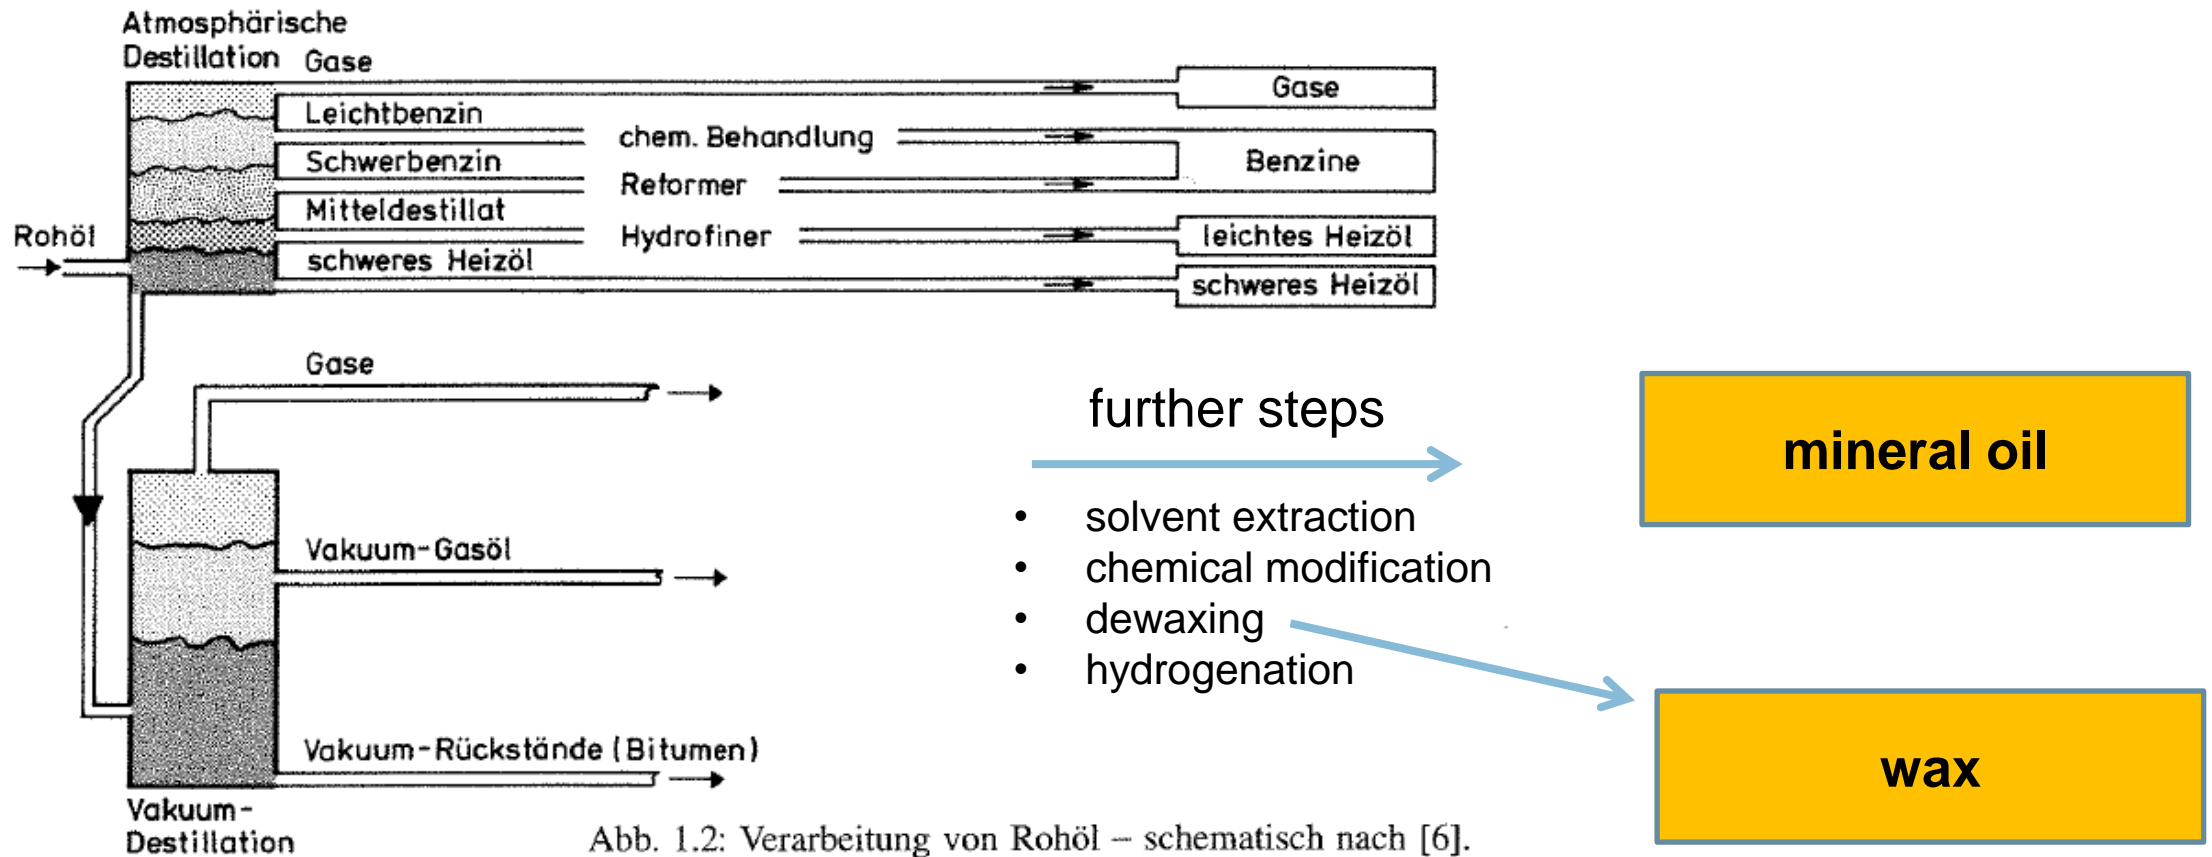 Atmosphärische
Destillation
Gase
Gase
Leichtbenzin
chem. Behandlung
Schwerbenzin
Benzine
Reformer
Mitteldestillat
Rohöl
Hydrofiner
leichtes Heizöl
schweres Heizöl
schweres Heizöl
Gase
Vakuum-Gasöl
Vakuum-Rückstände (Bitumen)
Vakuum-
Destillation
further steps
• solvent extraction
• chemical modification
• dewaxing
• hydrogenation
mineral oil
wax
Abb. 1.2: Verarbeitung von Rohöl – schematisch nach [6].